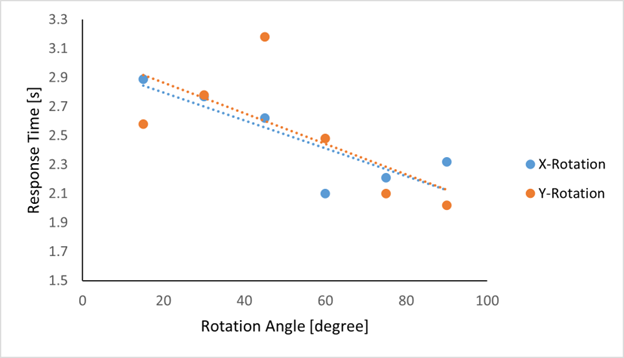 3.3
3.1
2.9
2.7
2.5
2.3
2.1
1.9
1.7
1.5
Response Time [s]
0 20 40 60 80 100
Rotation Angle [degree]
X-Rotation
Y-Rotation